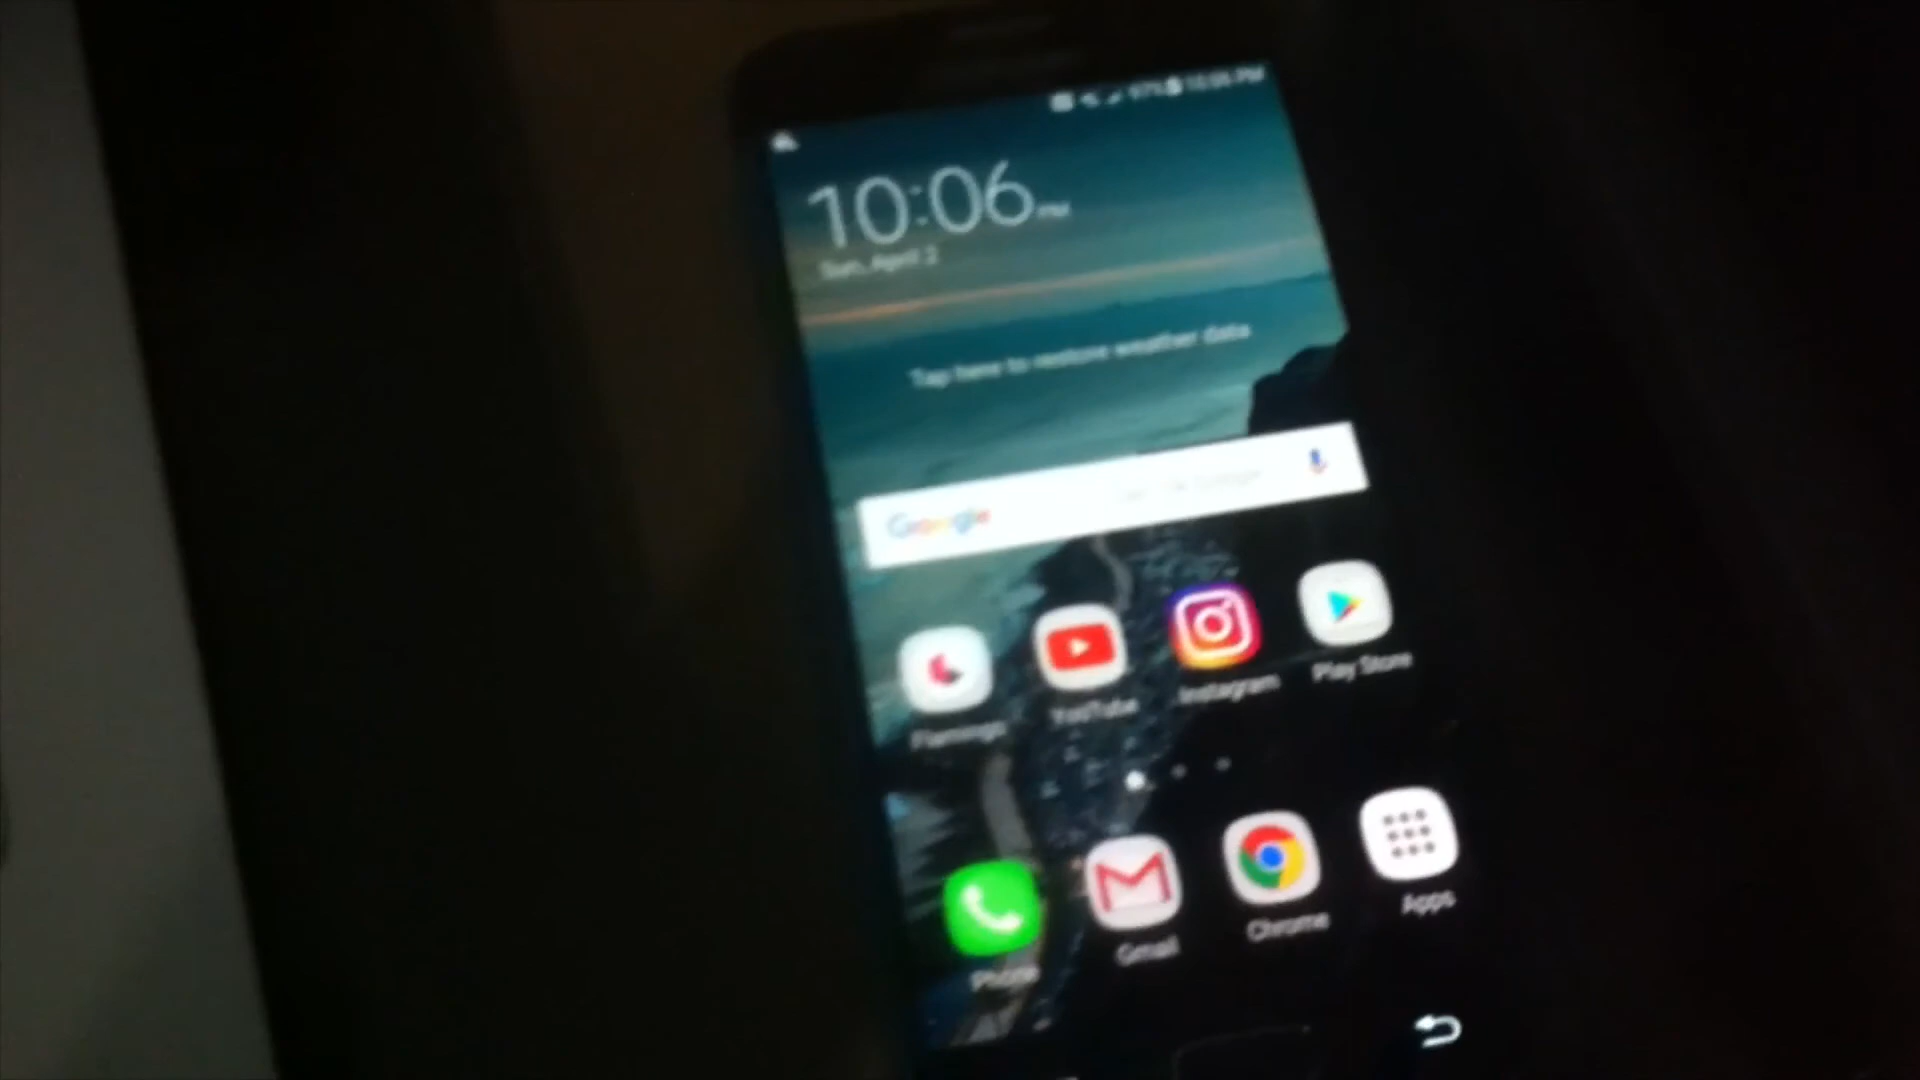 10:06 PM
Sun, April 2
Tap here to restore weather data
Google
Flamingo
YouTube
Instagram
Play Store
Phone
Gmail
Chrome
Apps